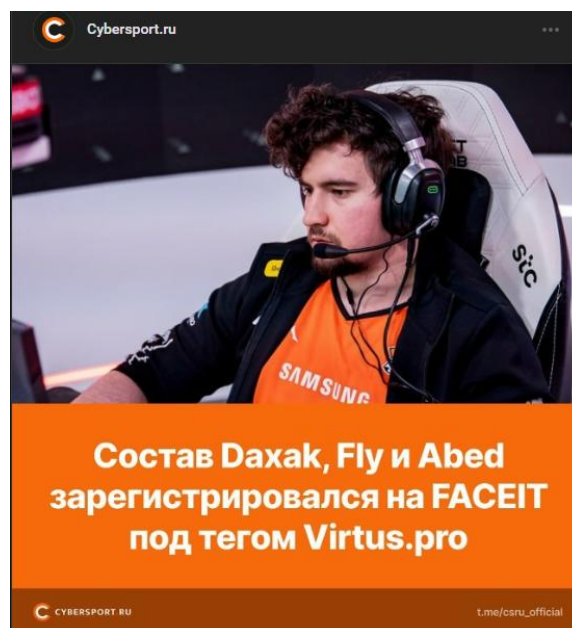 Cybersport.ru
stc
SAMSUNG
Состав Daxak, Fly и Abed
зарегистрировался на FACEIT
под тегом Virtus.pro
CYBERSPORT RU
t.me/csru_official